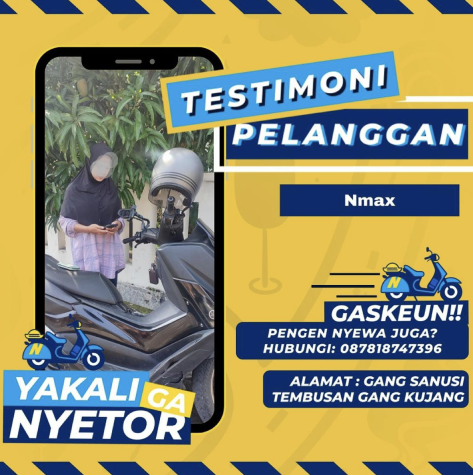 TESTIMONI
PELANGGAN
Nmax
N
GASKEUN!!
PENGEN NYEWA JUGA?
HUBUNGI: 087818747396
ALAMAT : GANG SANUSI
TEMBUSAN GANG KUJANG
N
YAKALI GA
NYETOR